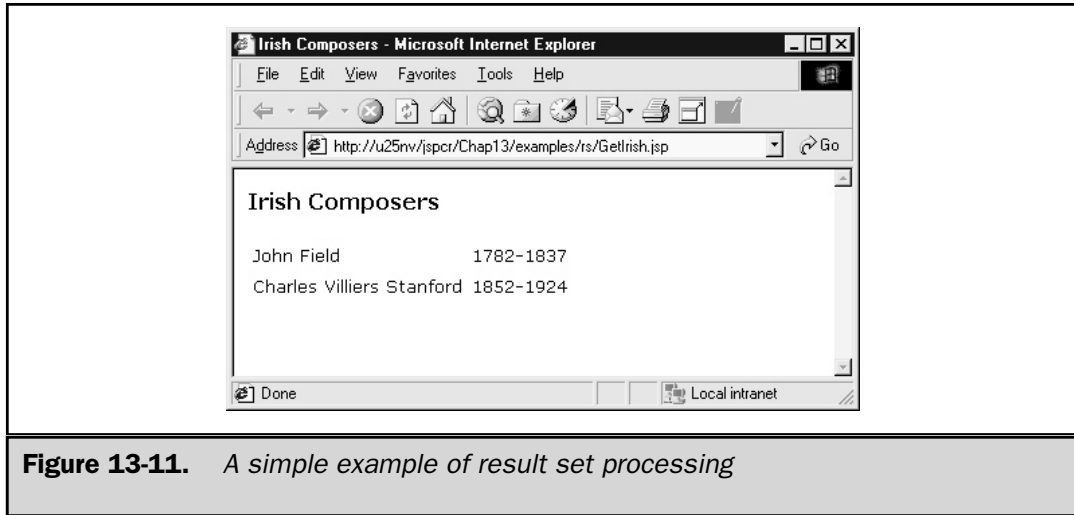 Irish Composers - Microsoft Internet Explorer
File Edit View Favorites Tools Help
Address http://u25nv/jspcr/Chap13/examples/rs/GetIrish.jsp Go
Irish Composers
John Field 1782-1837
Charles Villiers Stanford 1852-1924
Done Local intranet
Figure 13-11. A simple example of result set processing